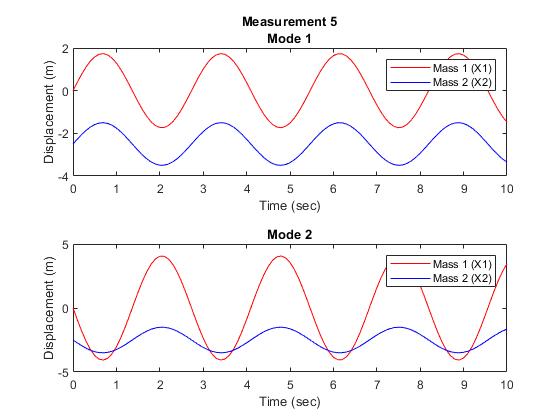 Measurement 5
Mode 1
Displacement (m)
2
0
-2
-4
Mass 1 (X1)
Mass 2 (X2)
0 1 2 3 4 5 6 7 8 9 10
Time (sec)
Mode 2
Displacement (m)
5
0
-5
Mass 1 (X1)
Mass 2 (X2)
0 1 2 3 4 5 6 7 8 9 10
Time (sec)